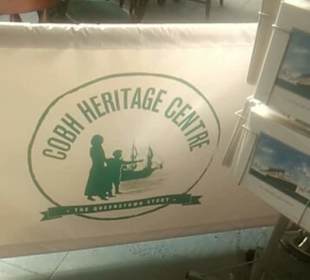 COBH HERITAGE CENTRE
• THE QUEENSTOWN STORY •